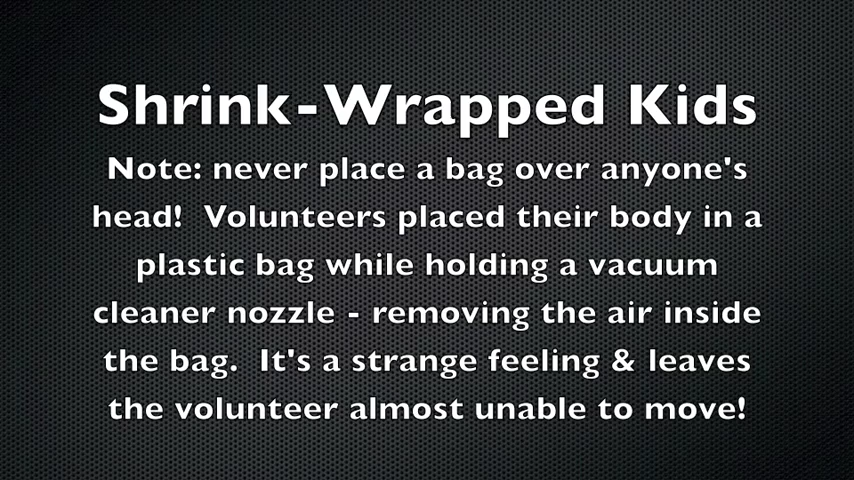 Shrink-Wrapped Kids
Note: never place a bag over anyone's
head!  Volunteers placed their body in a
plastic bag while holding a vacuum
cleaner nozzle - removing the air inside
the bag.  It's a strange feeling & leaves
the volunteer almost unable to move!